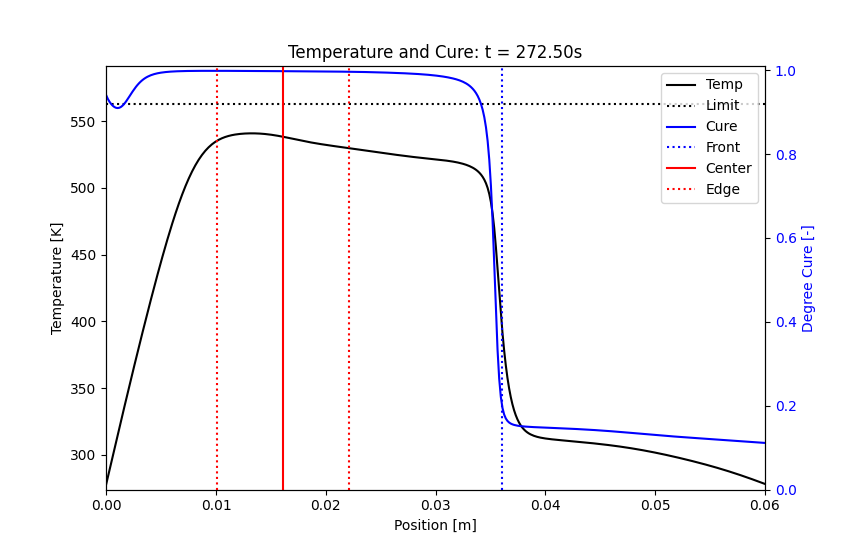 Temperature and Cure: t = 272.50s
Temperature [K]
550
500
450
400
350
300
Temp
Limit
Cure
Front
Center
Edge
1.0
0.8
0.6
0.4
0.2
0.0
Degree Cure [-]
0.00 0.01 0.02 0.03 0.04 0.05 0.06
Position [m]